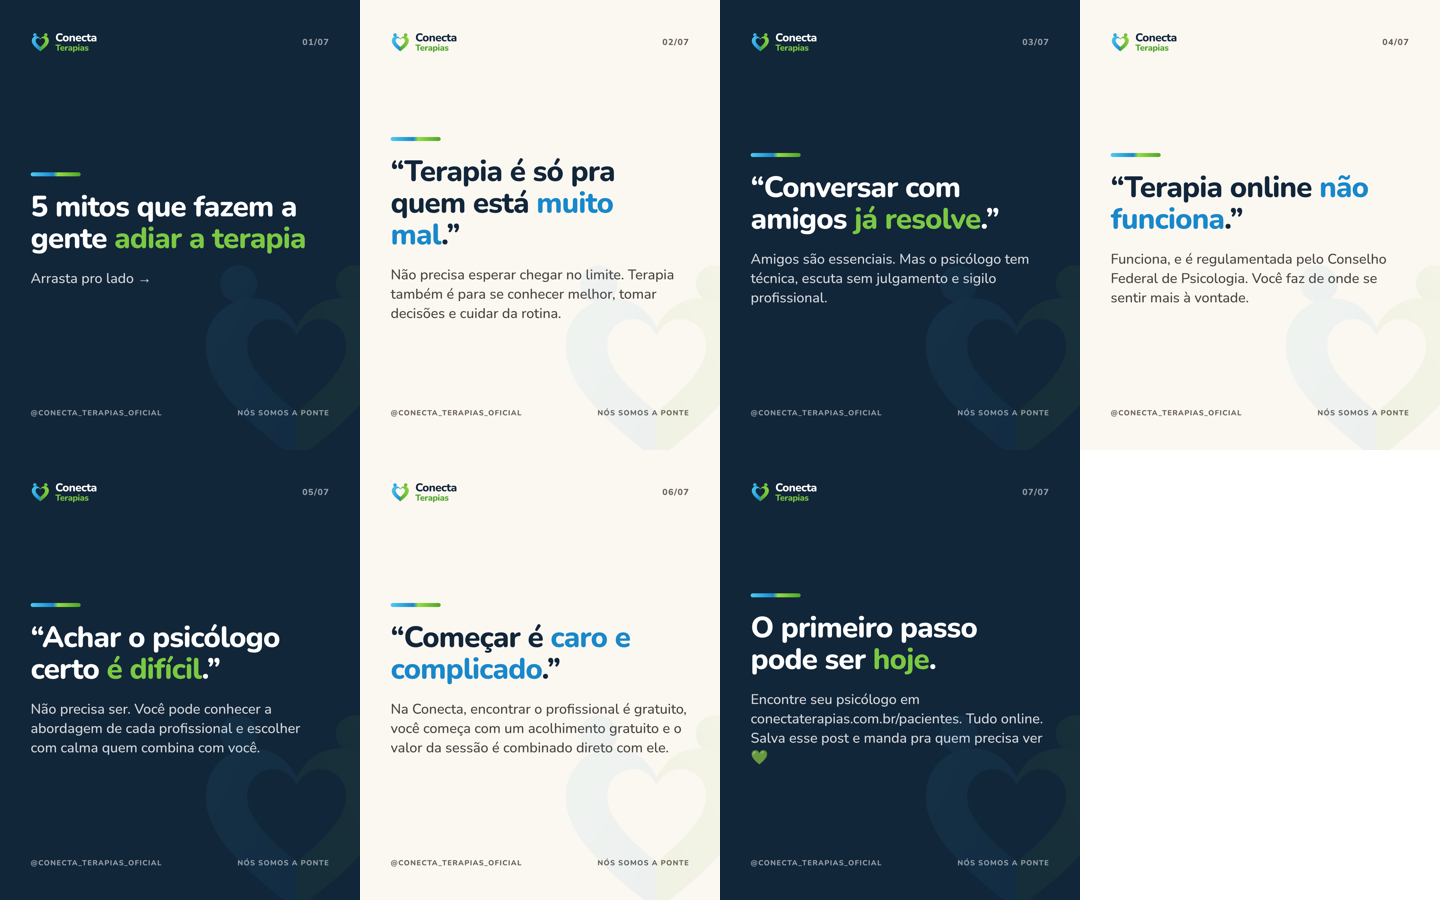 Conecta
Terapias
01/07
5 mitos que fazem a
gente adiar a terapia
Arrasta pro lado →
@CONECTA_TERAPIAS_OFICIAL
NÓS SOMOS A PONTE
Conecta
Terapias
02/07
“Terapia é só pra
quem está muito
mal.”
Não precisa esperar chegar no limite. Terapia
também é para se conhecer melhor, tomar
decisões e cuidar da rotina.
@CONECTA_TERAPIAS_OFICIAL
NÓS SOMOS A PONTE
Conecta
Terapias
03/07
“Conversar com
amigos já resolve.”
Amigos são essenciais. Mas o psicólogo tem
técnica, escuta sem julgamento e sigilo
profissional.
@CONECTA_TERAPIAS_OFICIAL
NÓS SOMOS A PONTE
Conecta
Terapias
04/07
“Terapia online não
funciona.”
Funciona, e é regulamentada pelo Conselho
Federal de Psicologia. Você faz de onde se
sentir mais à vontade.
@CONECTA_TERAPIAS_OFICIAL
NÓS SOMOS A PONTE
Conecta
Terapias
05/07
“Achar o psicólogo
certo é difícil.”
Não precisa ser. Você pode conhecer a
abordagem de cada profissional e escolher
com calma quem combina com você.
@CONECTA_TERAPIAS_OFICIAL
NÓS SOMOS A PONTE
Conecta
Terapias
06/07
“Começar é caro e
complicado.”
Na Conecta, encontrar o profissional é gratuito,
você começa com um acolhimento gratuito e o
valor da sessão é combinado direto com ele.
@CONECTA_TERAPIAS_OFICIAL
NÓS SOMOS A PONTE
Conecta
Terapias
07/07
O primeiro passo
pode ser hoje.
Encontre seu psicólogo em
conectaterapias.com.br/pacientes. Tudo online.
Salva esse post e manda pra quem precisa ver
💚
@CONECTA_TERAPIAS_OFICIAL
NÓS SOMOS A PONTE